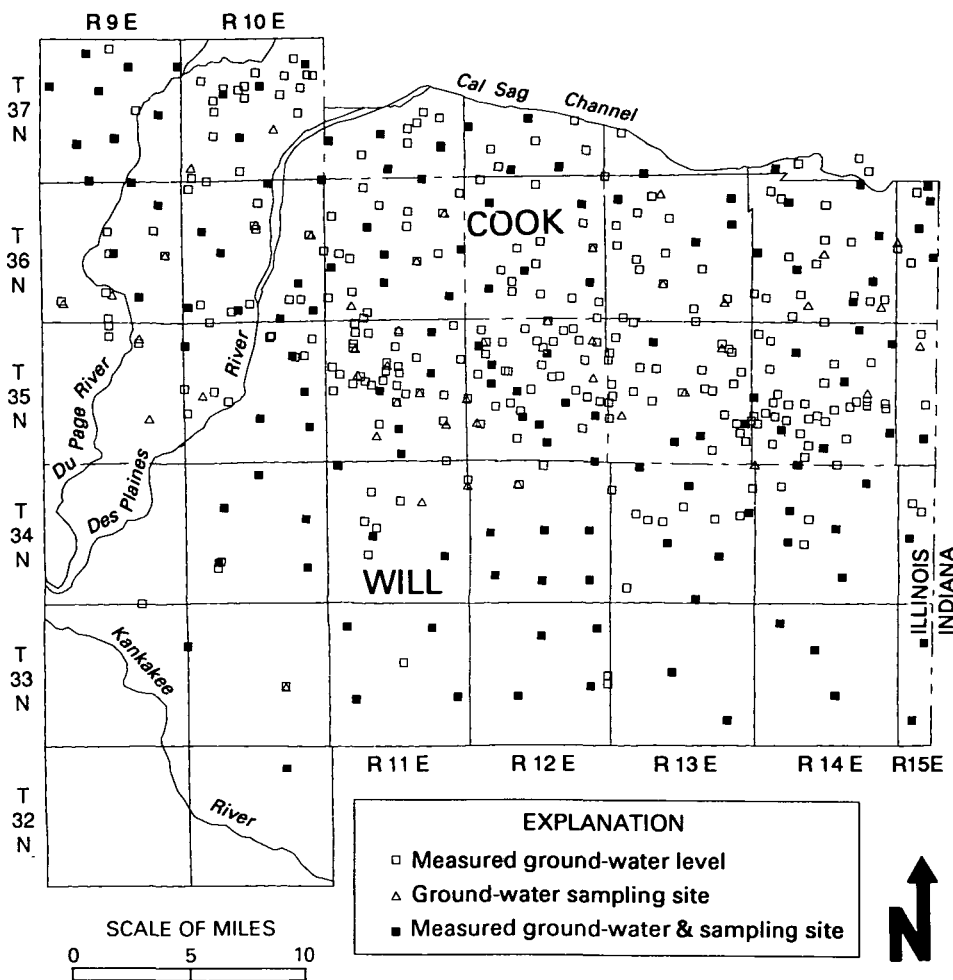 R 9 E
R 10 E
T
37
N
Cal Sag Channel
COOK
T
36
N
T
35
N
Du Page River
Des Plaines River
T
34
N
WILL
ILLINOIS
INDIANA
T
33
N
Kankakee River
R 11 E
R 12 E
R 13 E
R 14 E
R15E
T
32
N
EXPLANATION
Measured ground-water level
Ground-water sampling site
Measured ground-water & sampling site
SCALE OF MILES
0 5 10
N